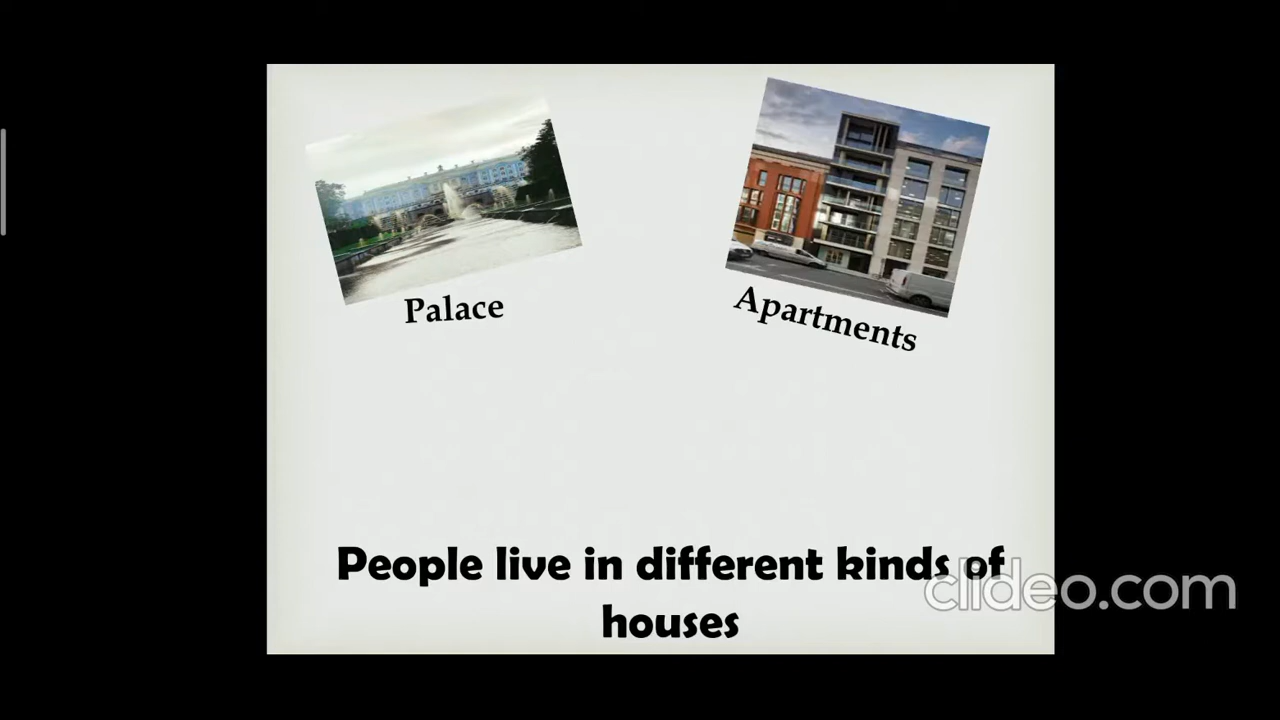 Palace
Apartments
People live in different kinds of
houses
clideo.com